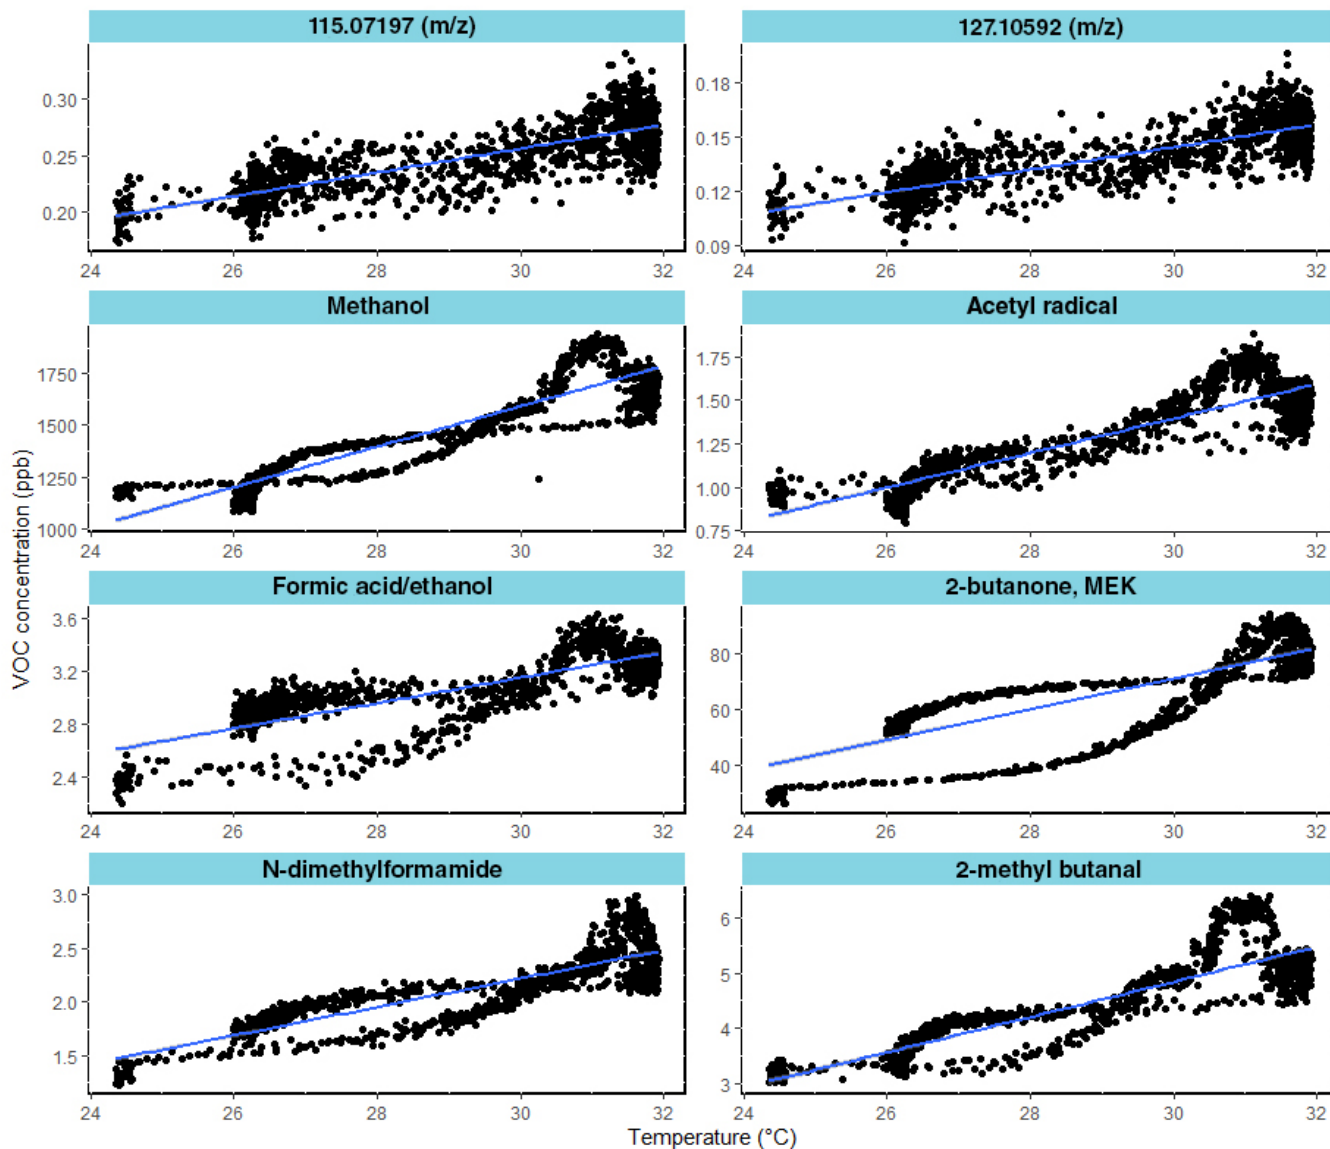 115.07197 (m/z)
127.10592 (m/z)
0.30
0.25
0.20
24 26 28 30 32
0.18
0.15
0.12
0.09
24 26 28 30 32
Methanol
Acetyl radical
1750
1500
1250
1000
24 26 28 30 32
1.75
1.50
1.25
1.00
0.75
24 26 28 30 32
VOC concentration (ppb)
Formic acid/ethanol
2-butanone, MEK
3.6
3.2
2.8
2.4
24 26 28 30 32
80
60
40
24 26 28 30 32
N-dimethylformamide
2-methyl butanal
3.0
2.5
2.0
1.5
24 26 28 30 32
6
5
4
3
24 26 28 30 32
Temperature (°C)